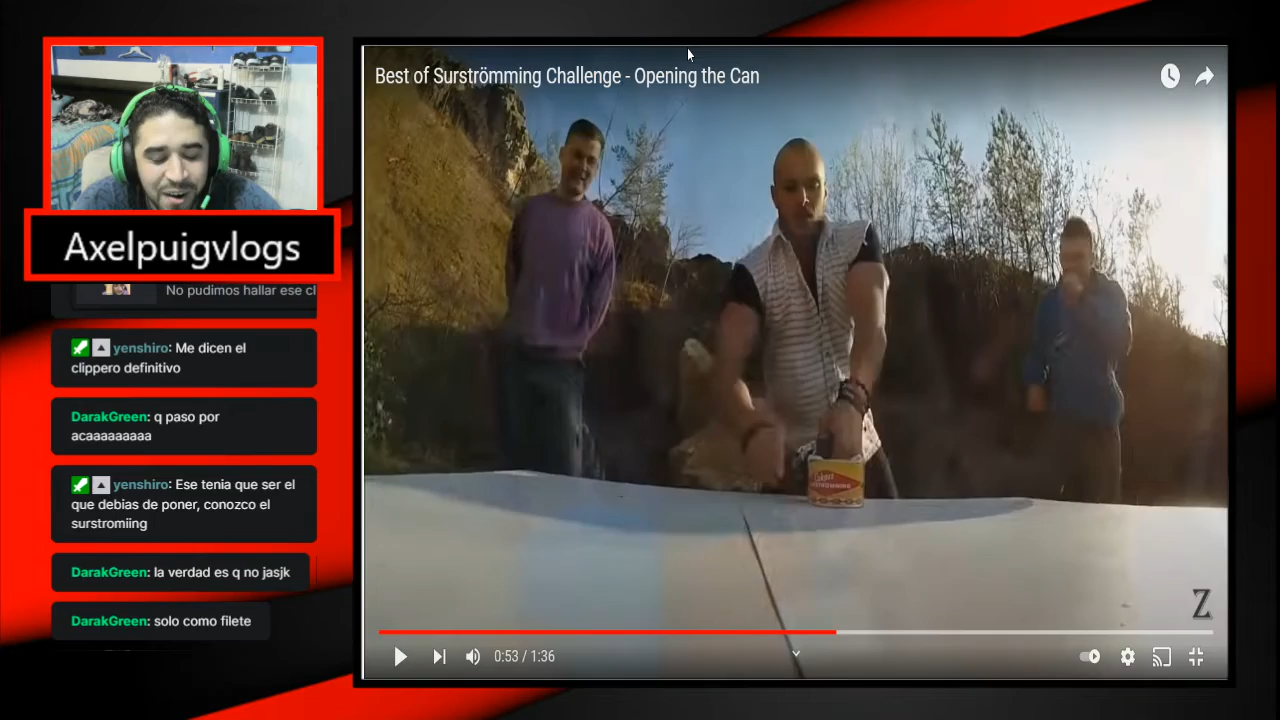 Best of Surströmming Challenge - Opening the Can
Axelpuigvlogs
No pudimos hallar ese cl
yenshiro: Me dicen el
clippero definitivo
DarakGreen: q paso por
acaaaaaaaaa
yenshiro: Ese tenia que ser el
que debias de poner, conozco el
surstromiing
DarakGreen: la verdad es q no jasjk
DarakGreen: solo como filete
Z
0:53 / 1:36